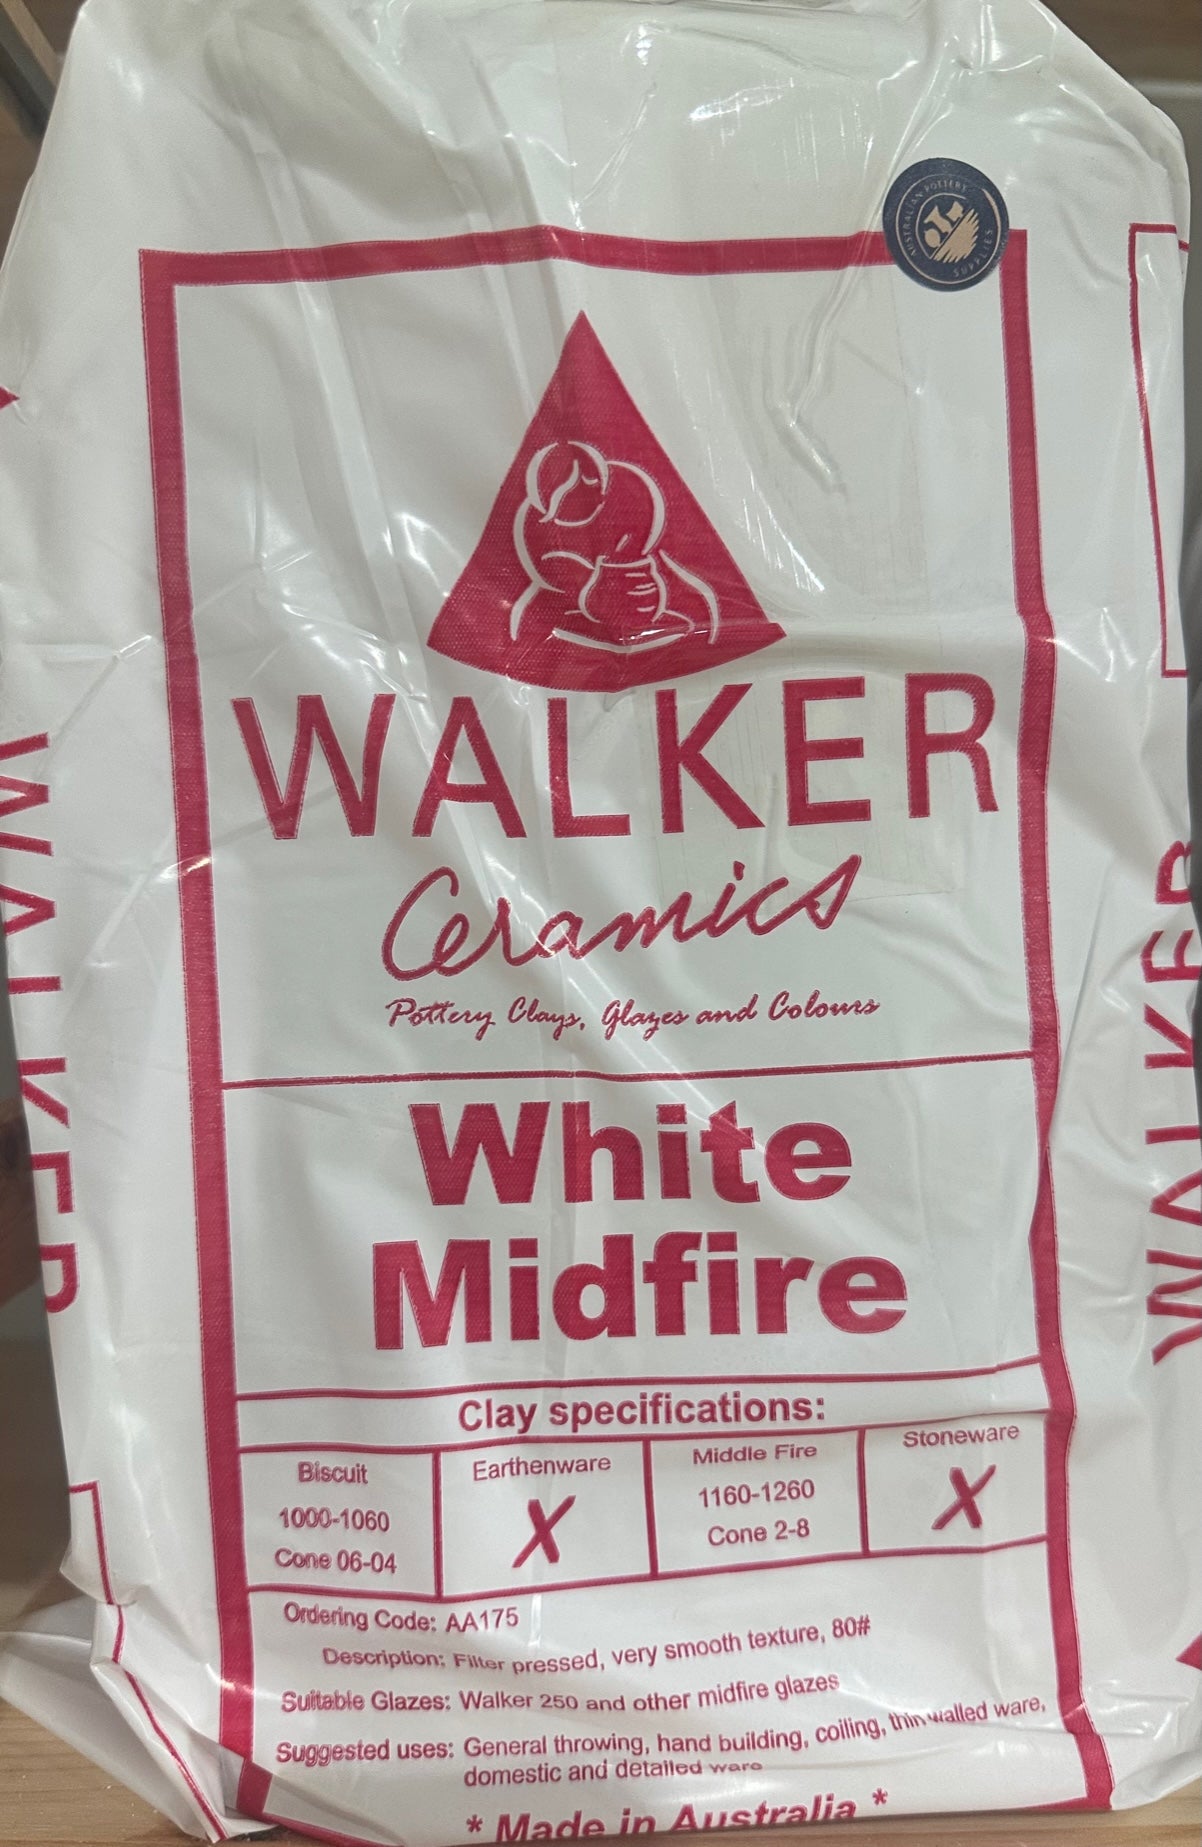 AUSTRALIAN POTTERY
SUPPLIES
WALKER
Ceramics
Pottery Clays, Glazes and Colours
White
Midfire
Clay specifications:
Biscuit
1000-1060
Cone 06-04
Earthenware
X
Middle Fire
1160-1260
Cone 2-8
Stoneware
X
Ordering Code: AA175
Description: Filter pressed, very smooth texture, 80#
Suitable Glazes: Walker 250 and other midfire glazes
Suggested uses: General throwing, hand building, coiling, thin walled ware,
domestic and detailed ware
* Made in Australia *
WALKER
WALKER